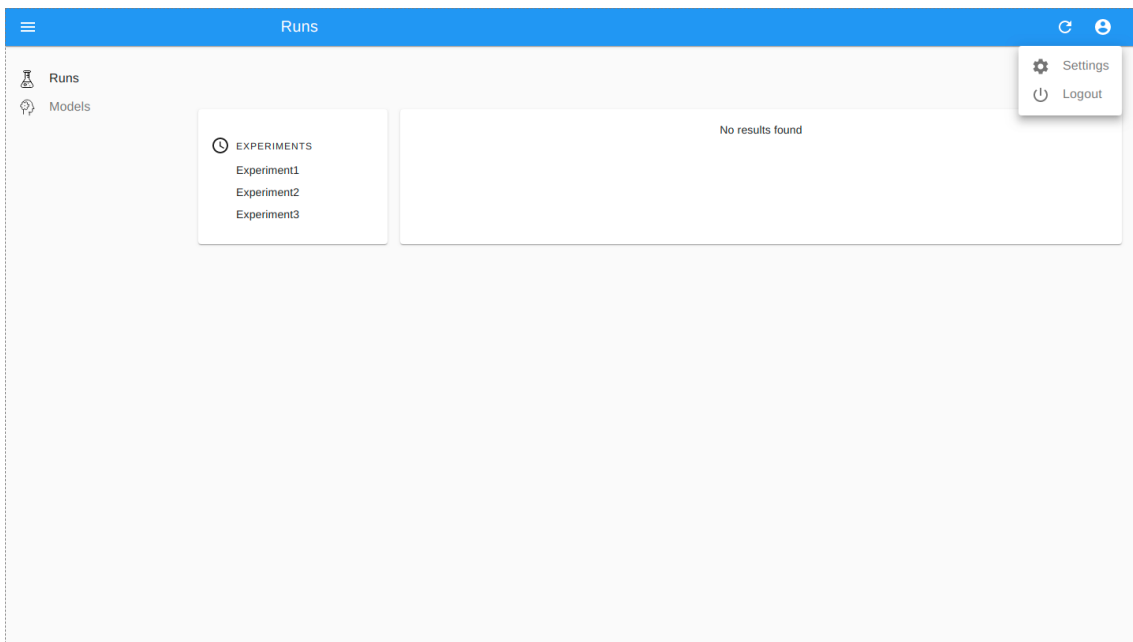 Runs
Runs
Models
Settings
Logout
EXPERIMENTS
Experiment1
Experiment2
Experiment3
No results found